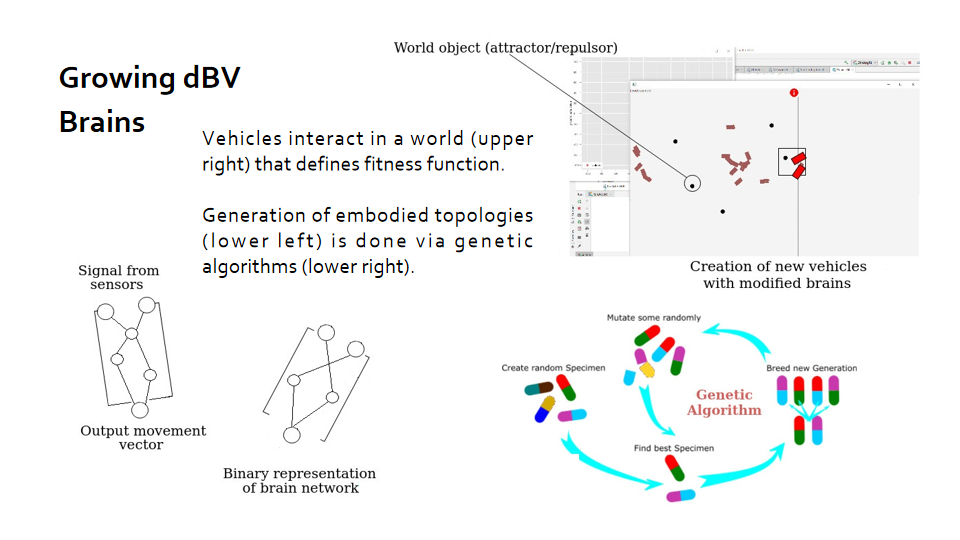 World object (attractor/repulsor)
Growing dBV
Brains
Vehicles interact in a world (upper
right) that defines fitness function.
Generation of embodied topologies
(lower left) is done via genetic
algorithms (lower right).
Creation of new vehicles
with modified brains
Signal from
sensors
Output movement
vector
Binary representation
of brain network
Mutate some randomly
Create random Specimen
Breed new Generation
Genetic
Algorithm
Find best Specimen